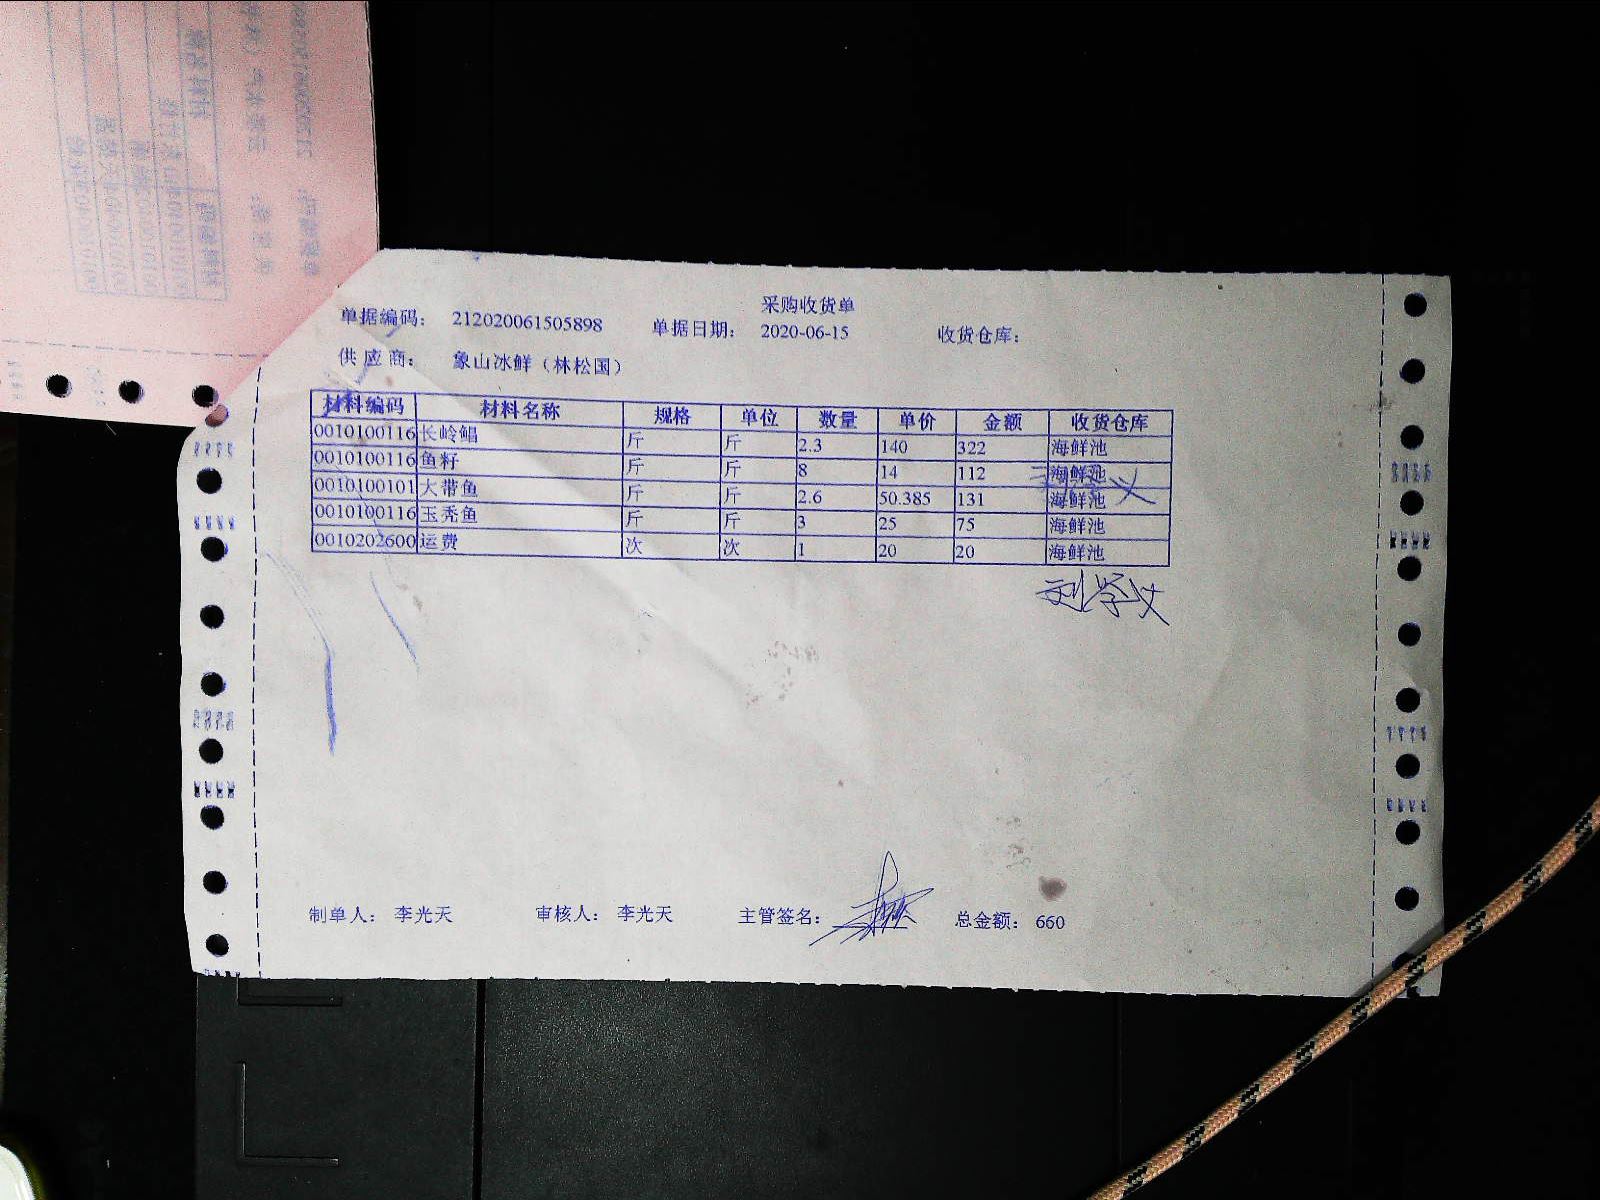 采购收货单
单据编码: 212020061505898 单据日期: 2020-06-15 收货仓库:
供应商: 象山冰鲜（林松国）
材料编码 材料名称 规格 单位 数量 单价 金额 收货仓库
0010100116 长岭鲳 斤 斤 2.3 140 322 海鲜池
0010100116 鱼籽 斤 斤 8 14 112 海鲜池
0010100101 大带鱼 斤 斤 2.6 50.385 131 海鲜池
0010100116 玉秃鱼 斤 斤 3 25 75 海鲜池
0010202600 运费 次 次 1 20 20 海鲜池
刘学义
制单人: 李光天 审核人: 李光天 主管签名: 总金额: 660